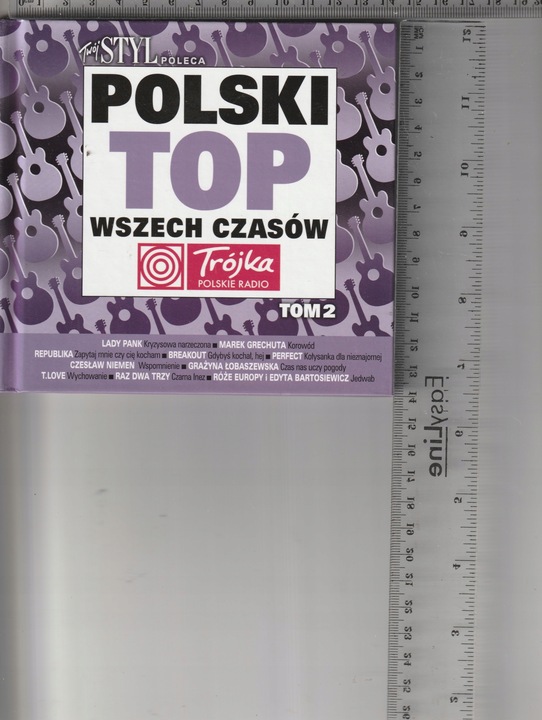 Twój STYL POLECA
POLSKI
TOP
WSZECH CZASÓW
Trójka
POLSKIE RADIO
TOM 2
LADY PANK Kryzysowa narzeczona ■ MAREK GRECHUTA Korowód
REPUBLIKA Zapytaj mnie czy cię kocham ■ BREAKOUT Gdybyś kochał, hej ■ PERFECT Kołysanka dla nieznajomej
CZESŁAW NIEMEN Wspomnienie ■ GRAŻYNA ŁOBASZEWSKA Czas nas uczy pogody
T.LOVE Wychowanie ■ RAZ DWA TRZY Czarna Inez ■ RÓŻE EUROPY i EDYTA BARTOSIEWICZ Jedwab
EasyLine